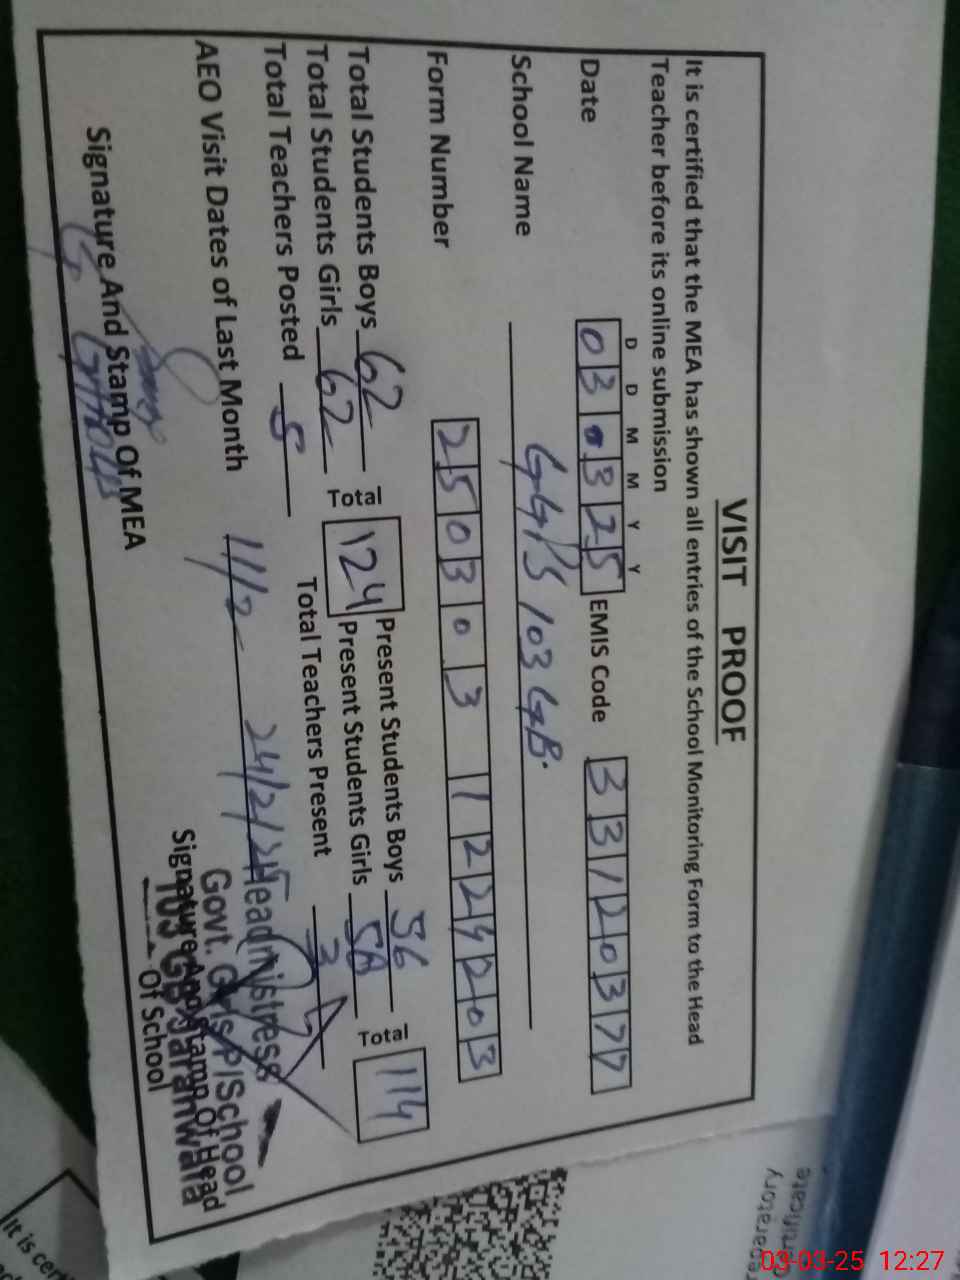 VISIT PROOF
It is certified that the MEA has shown all entries of the School Monitoring Form to the Head
Teacher before its online submission
D D M M Y Y
Date 03 03 25 EMIS Code 33120377
School Name GGPS 103 GB.
Form Number 2503031224203
Total Students Boys 62 Total 124 Present Students Boys 56 Total 114
Total Students Girls 62 Present Students Girls 58
Total Teachers Posted 5 Total Teachers Present 3
AEO Visit Dates of Last Month 11/2 24/2/25
Headmistress
Govt. Girls P/School
103 GB Jaranwala
Signature And Stamp Of MEA
Signature And Stamp Of Head
Of School
It is cert
03-03-25 12:27